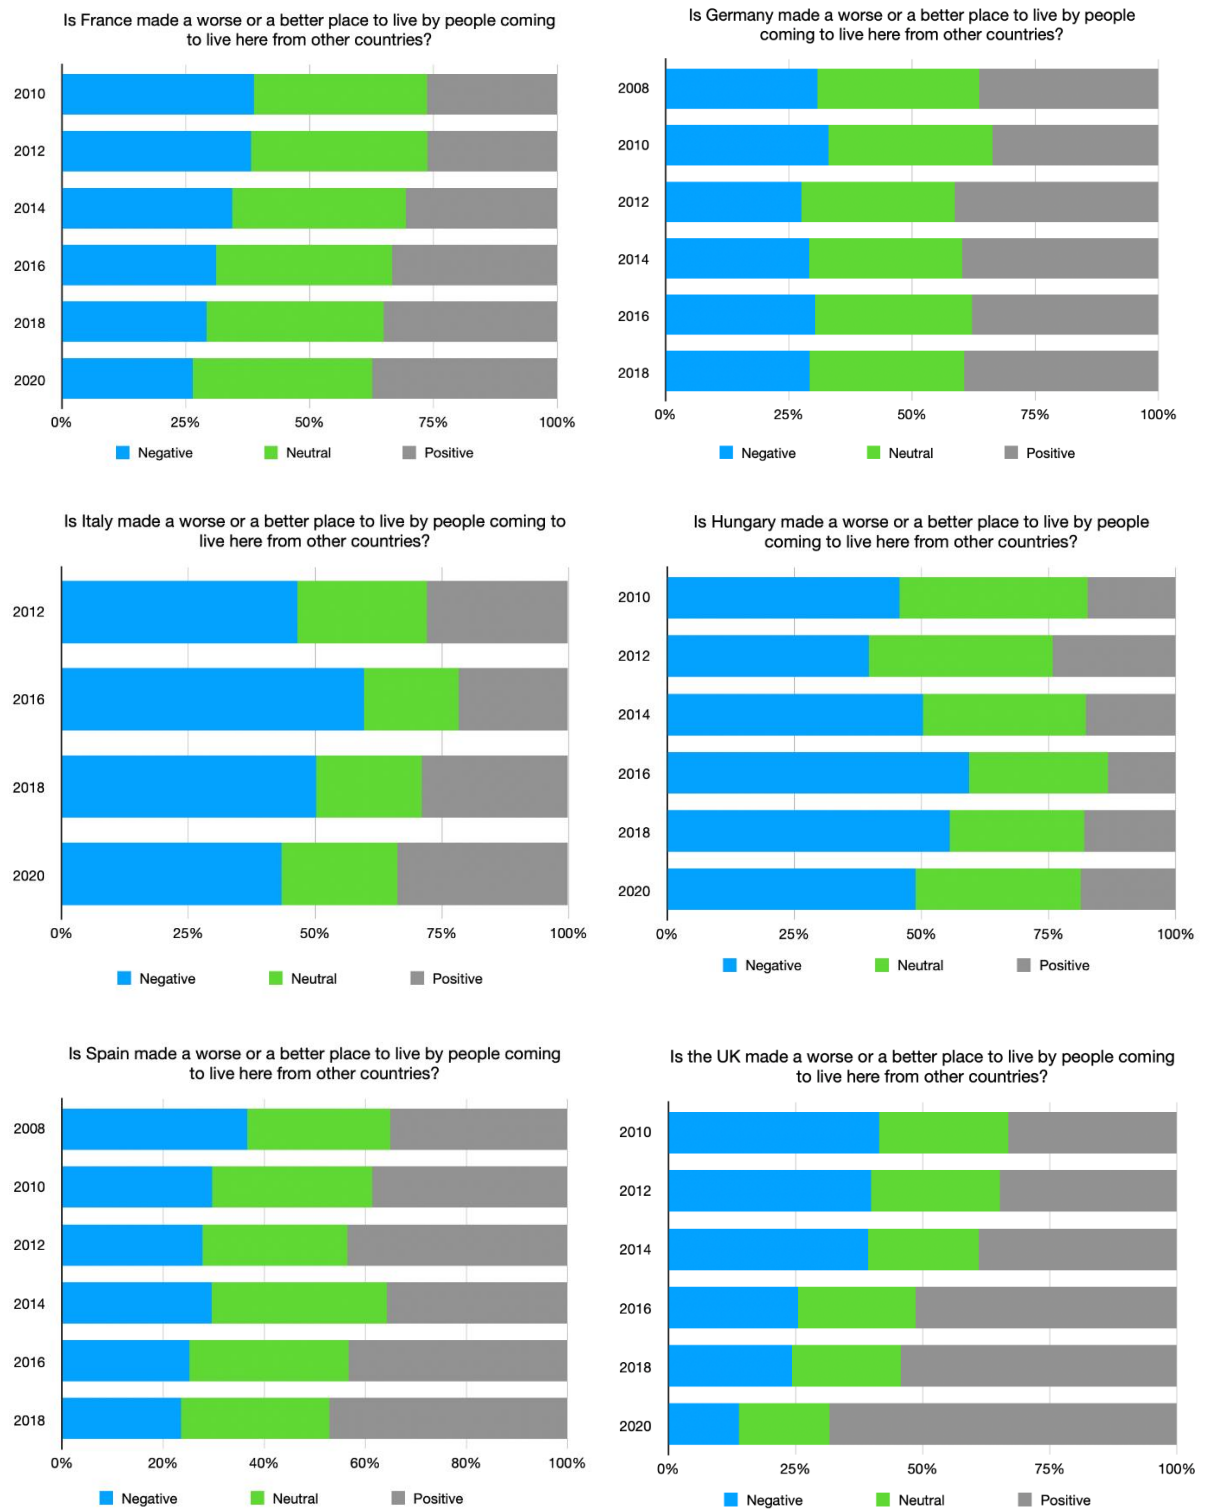 Is France made a worse or a better place to live by people coming
to live here from other countries?
2010
2012
2014
2016
2018
2020
0% 25% 50% 75% 100%
Negative Neutral Positive
Is Germany made a worse or a better place to live by people
coming to live here from other countries?
2008
2010
2012
2014
2016
2018
0% 25% 50% 75% 100%
Negative Neutral Positive
Is Italy made a worse or a better place to live by people coming to
live here from other countries?
2012
2016
2018
2020
0% 25% 50% 75% 100%
Negative Neutral Positive
Is Hungary made a worse or a better place to live by people
coming to live here from other countries?
2010
2012
2014
2016
2018
2020
0% 25% 50% 75% 100%
Negative Neutral Positive
Is Spain made a worse or a better place to live by people coming
to live here from other countries?
2008
2010
2012
2014
2016
2018
0% 20% 40% 60% 80% 100%
Negative Neutral Positive
Is the UK made a worse or a better place to live by people coming
to live here from other countries?
2010
2012
2014
2016
2018
2020
0% 25% 50% 75% 100%
Negative Neutral Positive